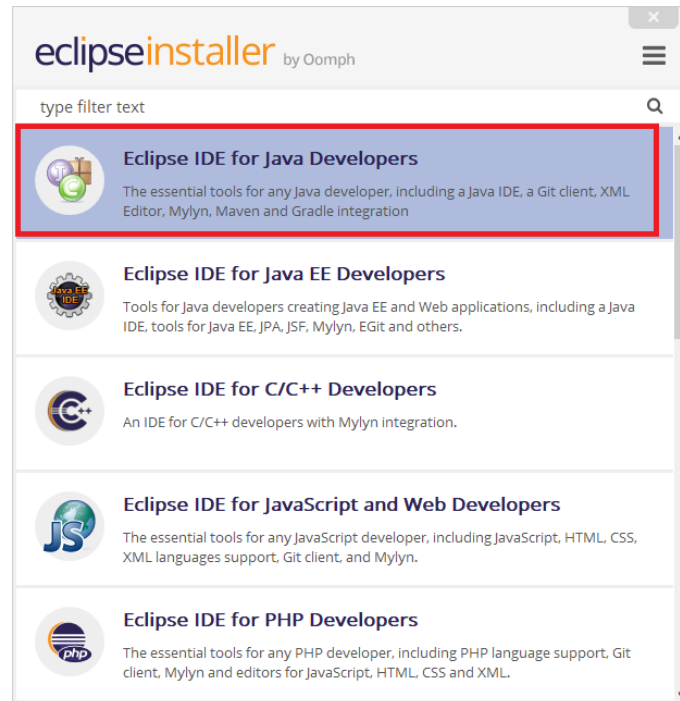 eclipseinstaller by Oomph
type filter text
Eclipse IDE for Java Developers
The essential tools for any Java developer, including a Java IDE, a Git client, XML
Editor, Mylyn, Maven and Gradle integration
Eclipse IDE for Java EE Developers
Java EE
IDE
Tools for Java developers creating Java EE and Web applications, including a Java
IDE, tools for Java EE, JPA, JSF, Mylyn, EGit and others.
Eclipse IDE for C/C++ Developers
C++
An IDE for C/C++ developers with Mylyn integration.
Eclipse IDE for JavaScript and Web Developers
JS
The essential tools for any JavaScript developer, including JavaScript, HTML, CSS,
XML languages support, Git client, and Mylyn.
Eclipse IDE for PHP Developers
php
The essential tools for any PHP developer, including PHP language support, Git
client, Mylyn and editors for JavaScript, HTML, CSS and XML.